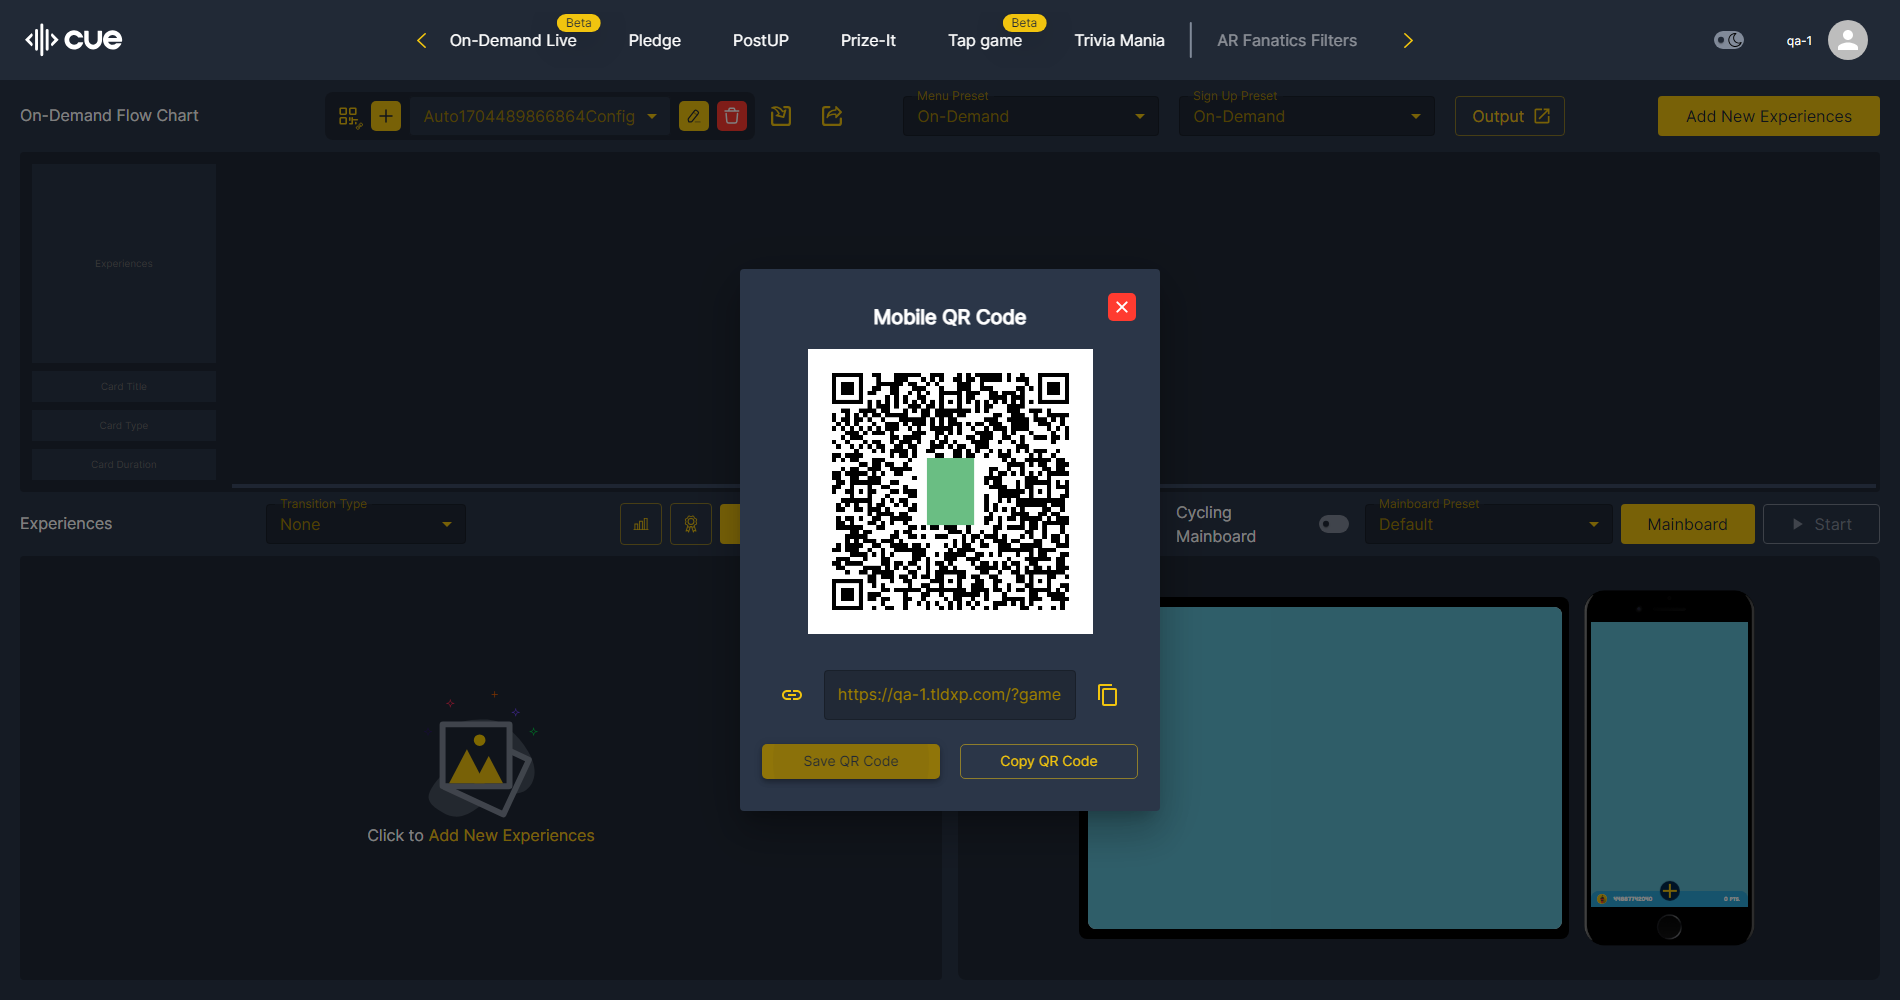 cue
On-Demand Live
Beta
Pledge
PostUP
Prize-It
Tap game
Beta
Trivia Mania
AR Fanatics Filters
qa-1
On-Demand Flow Chart
Auto1704489866864Config
Menu Preset
On-Demand
Sign Up Preset
On-Demand
Output
Add New Experiences
Experiences
Card Title
Card Type
Card Duration
Mobile QR Code
https://qa-1.tldxp.com/?game
Save QR Code
Copy QR Code
Experiences
Transition Type
None
Cycling
Mainboard
Mainboard Preset
Default
Mainboard
Start
Click to Add New Experiences
0 PTS